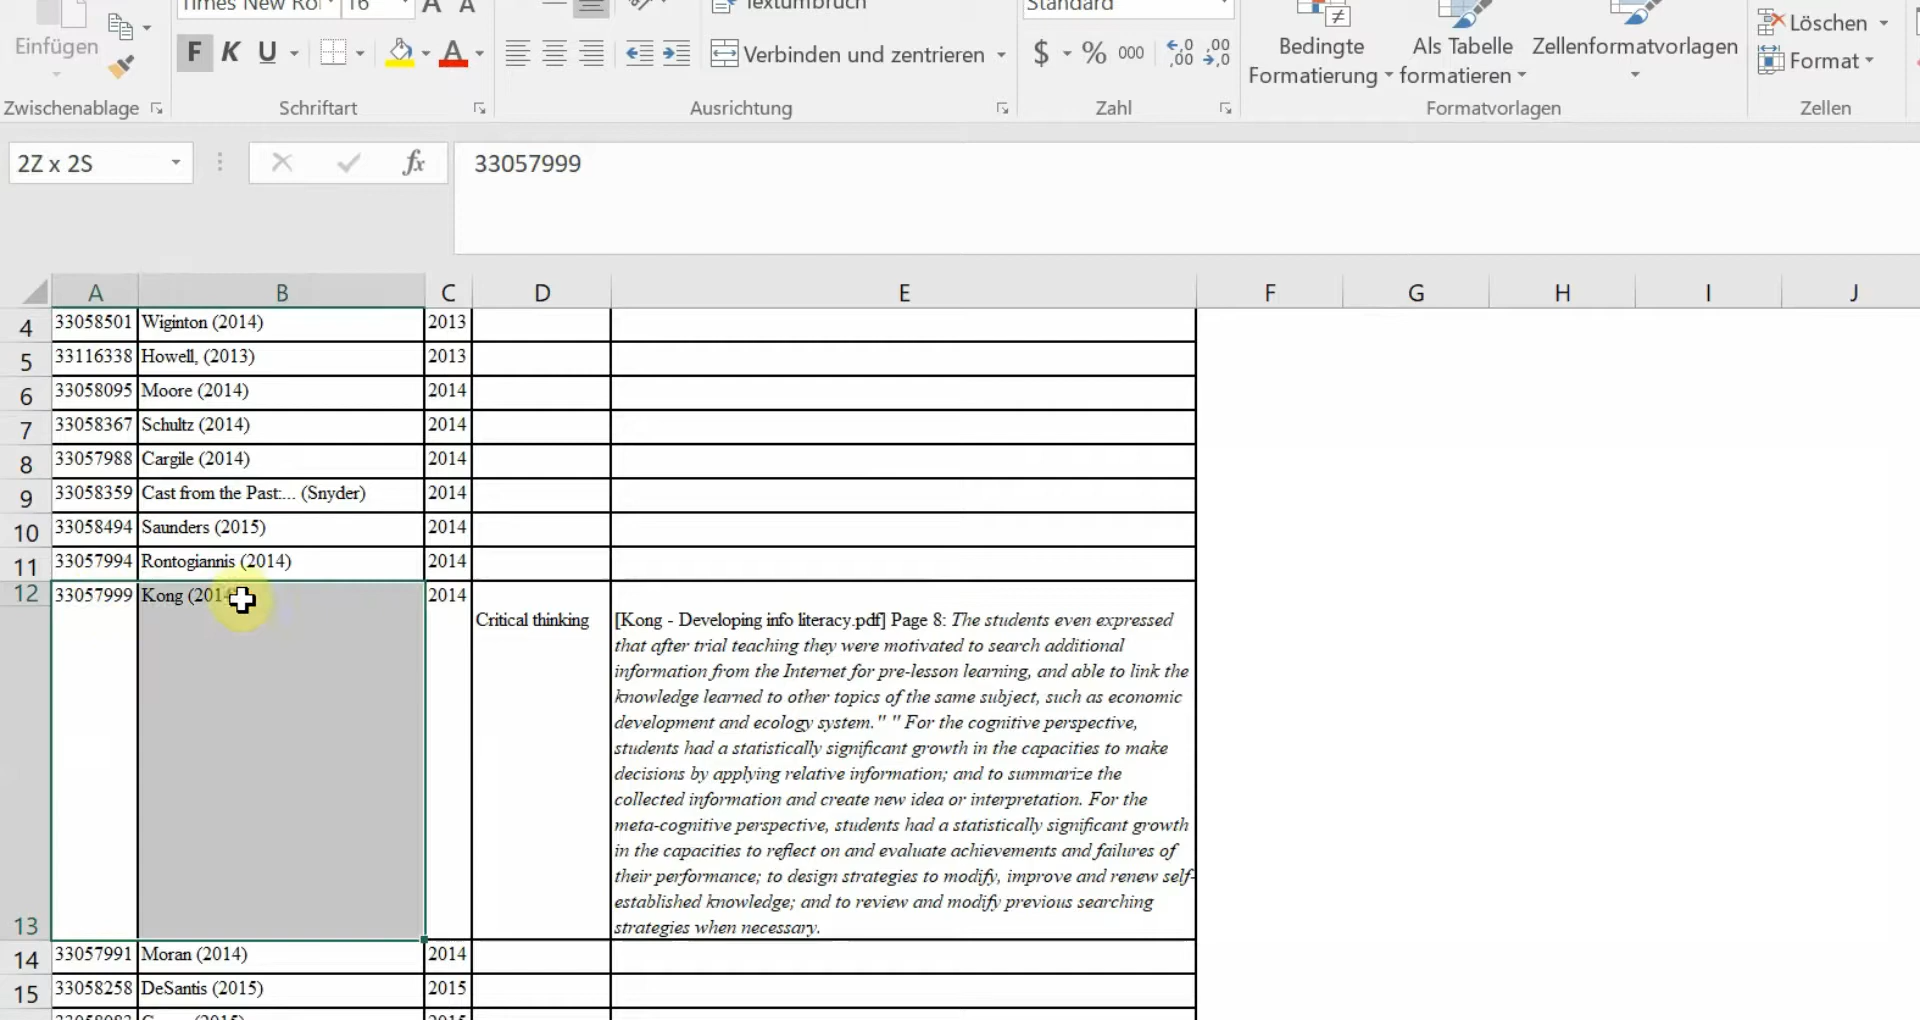 Times New Ro 16
Textumbruch
Standard
Einfügen
F K U
A
Verbinden und zentrieren
$ % 000
Bedingte Formatierung
Als Tabelle formatieren
Zellenformatvorlagen
Löschen
Format
Zwischenablage
Schriftart
Ausrichtung
Zahl
Formatvorlagen
Zellen
2Z x 2S
fx
33057999
A B C D E F G H I J
4 33058501 Wiginton (2014) 2013
5 33116338 Howell, (2013) 2013
6 33058095 Moore (2014) 2014
7 33058367 Schultz (2014) 2014
8 33057988 Cargile (2014) 2014
9 33058359 Cast from the Past:... (Snyder) 2014
10 33058494 Saunders (2015) 2014
11 33057994 Rontogiannis (2014) 2014
12 33057999 Kong (2014 2014
Critical thinking [Kong - Developing info literacy.pdf] Page 8: The students even expressed
that after trial teaching they were motivated to search additional
information from the Internet for pre-lesson learning, and able to link the
knowledge learned to other topics of the same subject, such as economic
development and ecology system." " For the cognitive perspective,
students had a statistically significant growth in the capacities to make
decisions by applying relative information; and to summarize the
collected information and create new idea or interpretation. For the
meta-cognitive perspective, students had a statistically significant growth
in the capacities to reflect on and evaluate achievements and failures of
their performance; to design strategies to modify, improve and renew self-
established knowledge; and to review and modify previous searching
13 strategies when necessary.
14 33057991 Moran (2014) 2014
15 33058258 DeSantis (2015) 2015